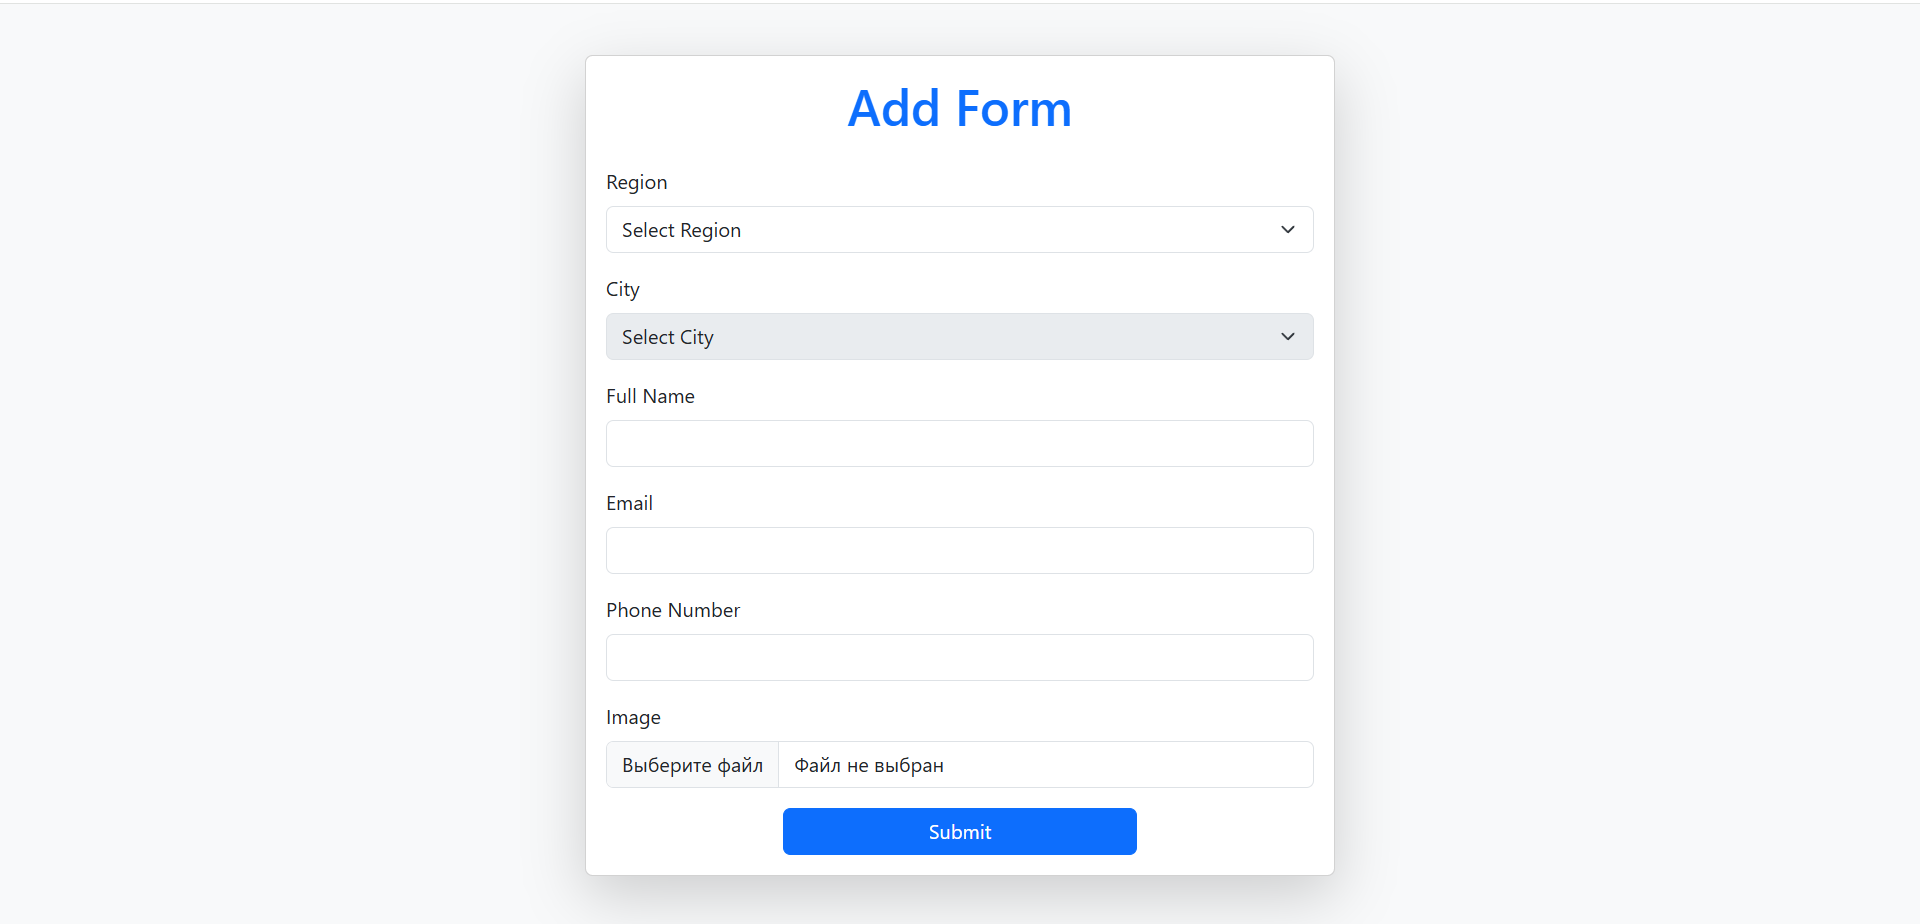 Add Form
Region
Select Region
City
Select City
Full Name
Email
Phone Number
Image
Выберите файл Файл не выбран
Submit